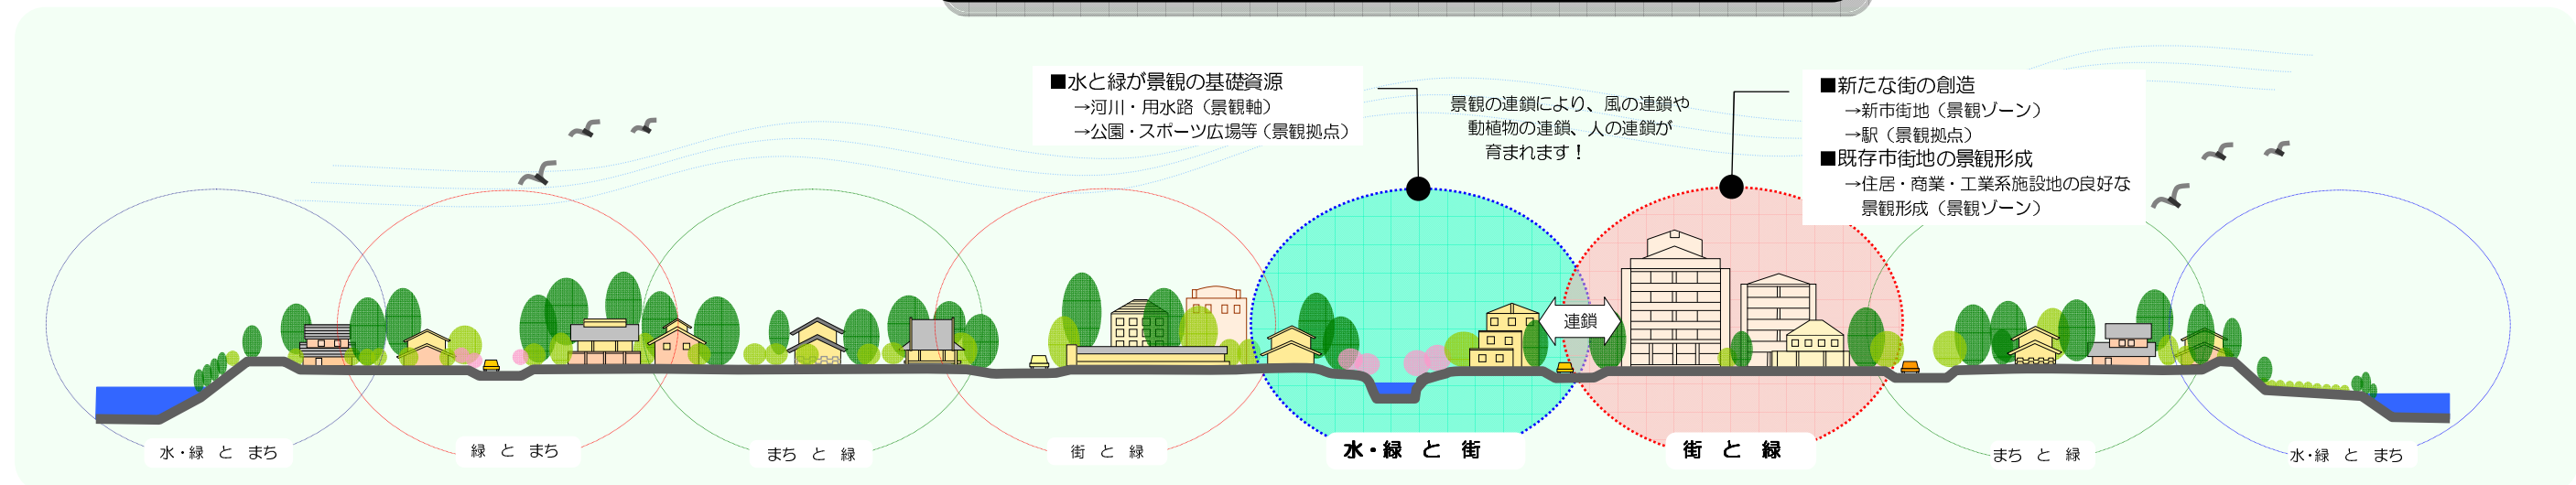 ■水と緑が景観の基礎資源
→河川・用水路（景観軸）
→公園・スポーツ広場等（景観拠点）
景観の連鎖により、風の連鎖や
動植物の連鎖、人の連鎖が
育まれます！
■新たな街の創造
→新市街地（景観ゾーン）
→駅（景観拠点）
■既存市街地の景観形成
→住居・商業・工業系施設地の良好な
景観形成（景観ゾーン）
連鎖
水・緑 と まち
緑 と まち
まち と 緑
街 と 緑
水・緑 と 街
街 と 緑
まち と 緑
水・緑 と まち